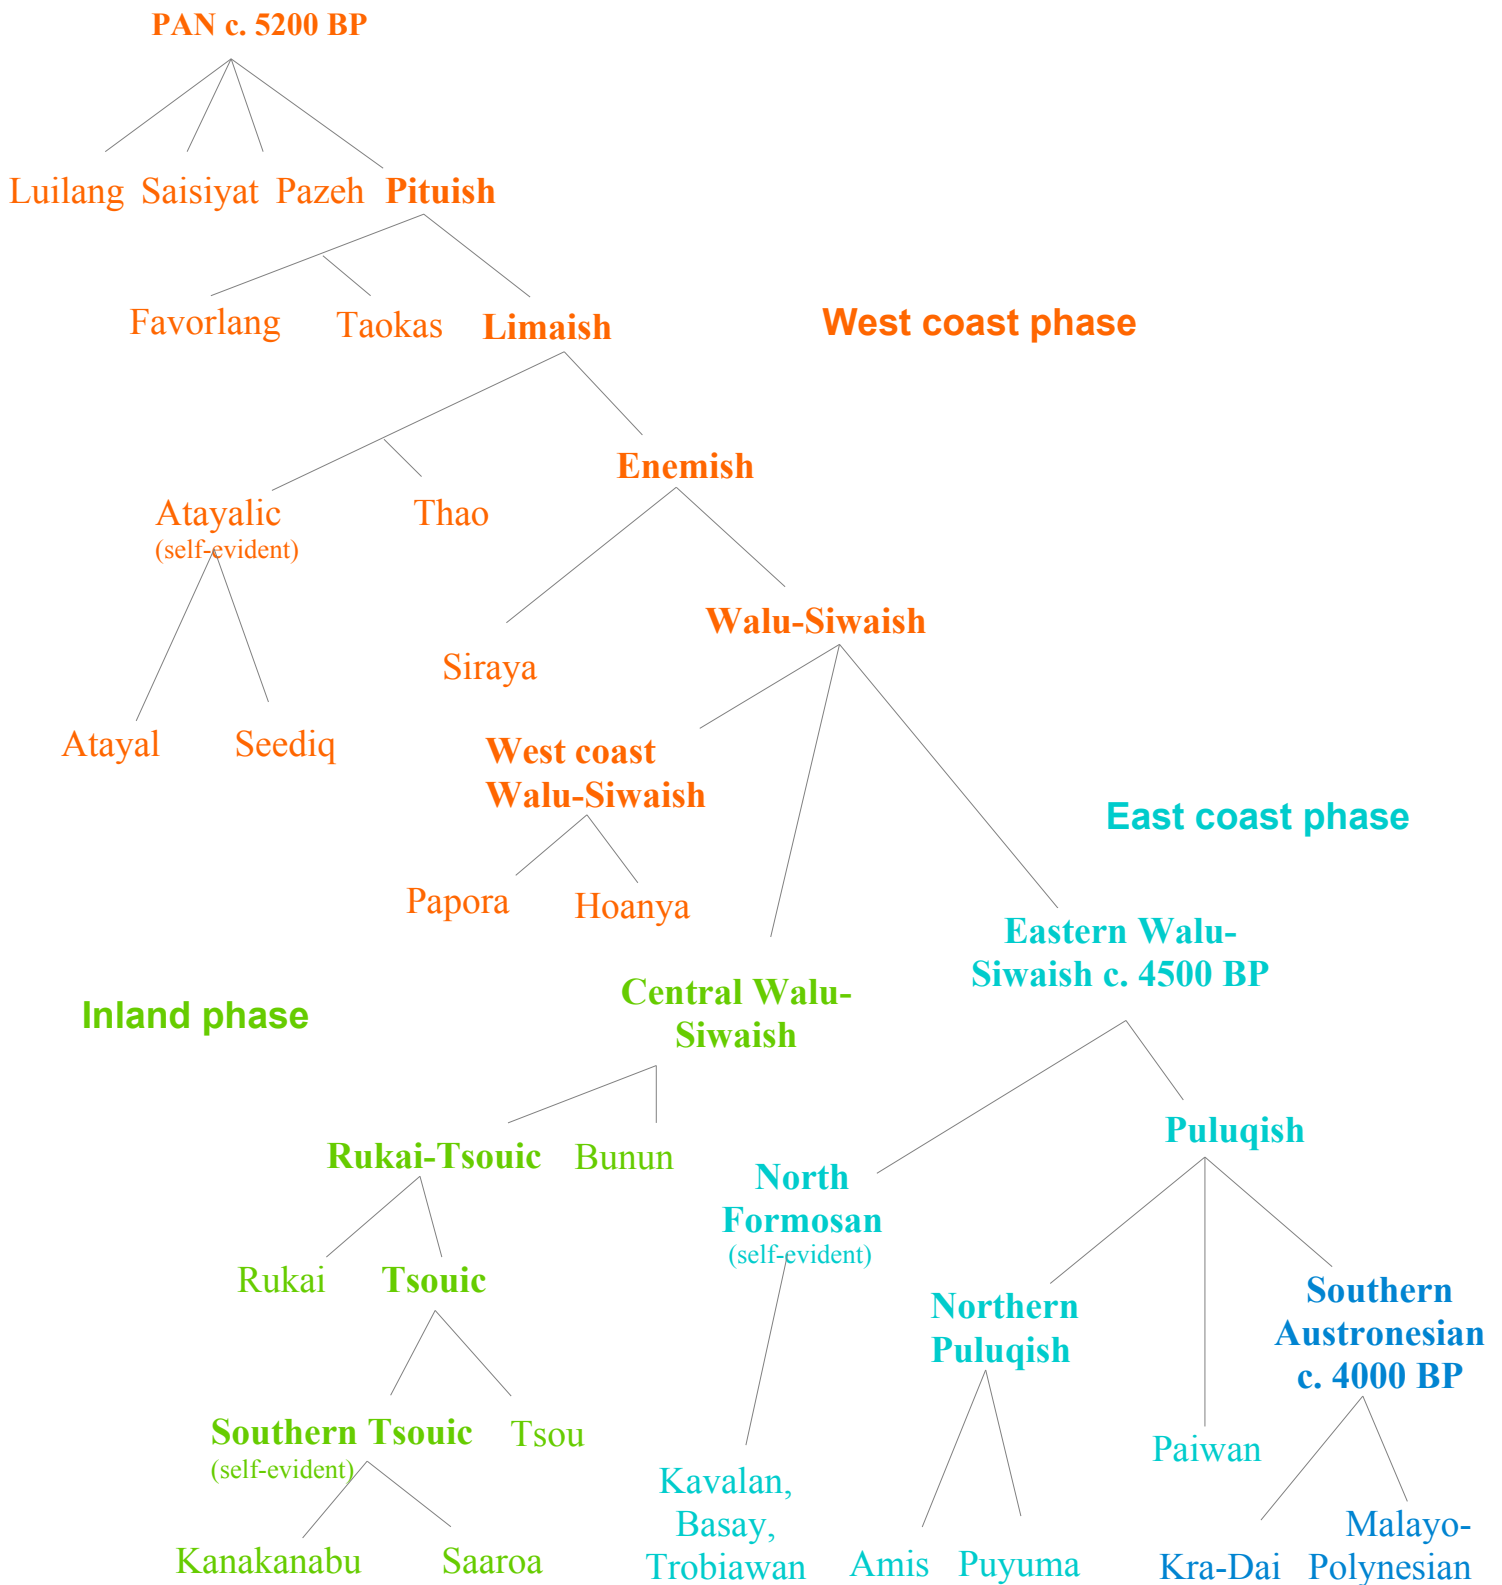 PAN c. 5200 BP
Luilang Saisiyat Pazeh Pituish
Favorlang Taokas Limaish
West coast phase
Enemish
Atayalic
(self-evident)
Thao
Walu-Siwaish
Siraya
Atayal Seediq
West coast
Walu-Siwaish
East coast phase
Papora Hoanya
Eastern Walu-
Siwaish c. 4500 BP
Central Walu-
Siwaish
Inland phase
Puluqish
Rukai-Tsouic Bunun
North
Formosan
(self-evident)
Rukai Tsouic
Northern
Puluqish
Southern
Austronesian
c. 4000 BP
Southern Tsouic
(self-evident)
Tsou
Paiwan
Kavalan,
Basay,
Trobiawan
Kanakanabu Saaroa
Amis Puyuma
Kra-Dai
Malayo-
Polynesian